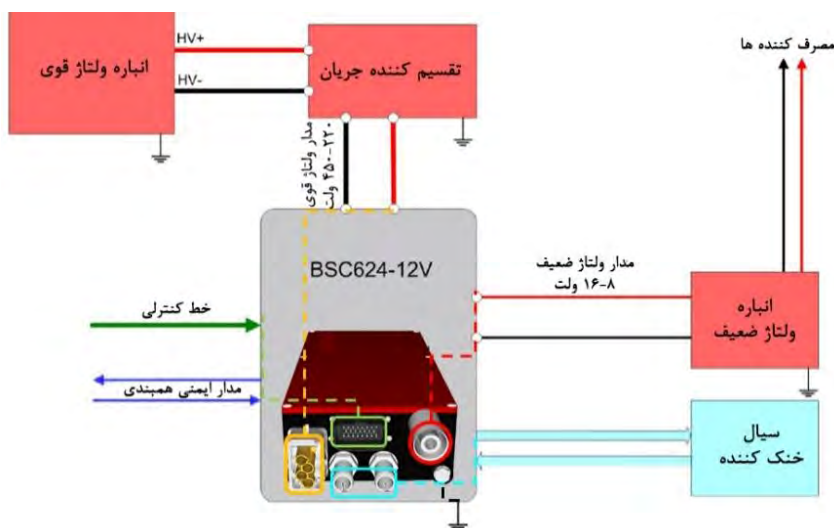 انباره ولتاژ قوی
HV+
HV-
تقسیم کننده جریان
مصرف کننده ها
مدار ولتاژ قوی
۲۲۰-۴۵۰ ولت
BSC624-12V
مدار ولتاژ ضعیف
۸-۱۶ ولت
انباره
ولتاژ ضعیف
خط کنترلی
مدار ایمنی همبندی
سیال
خنک کننده